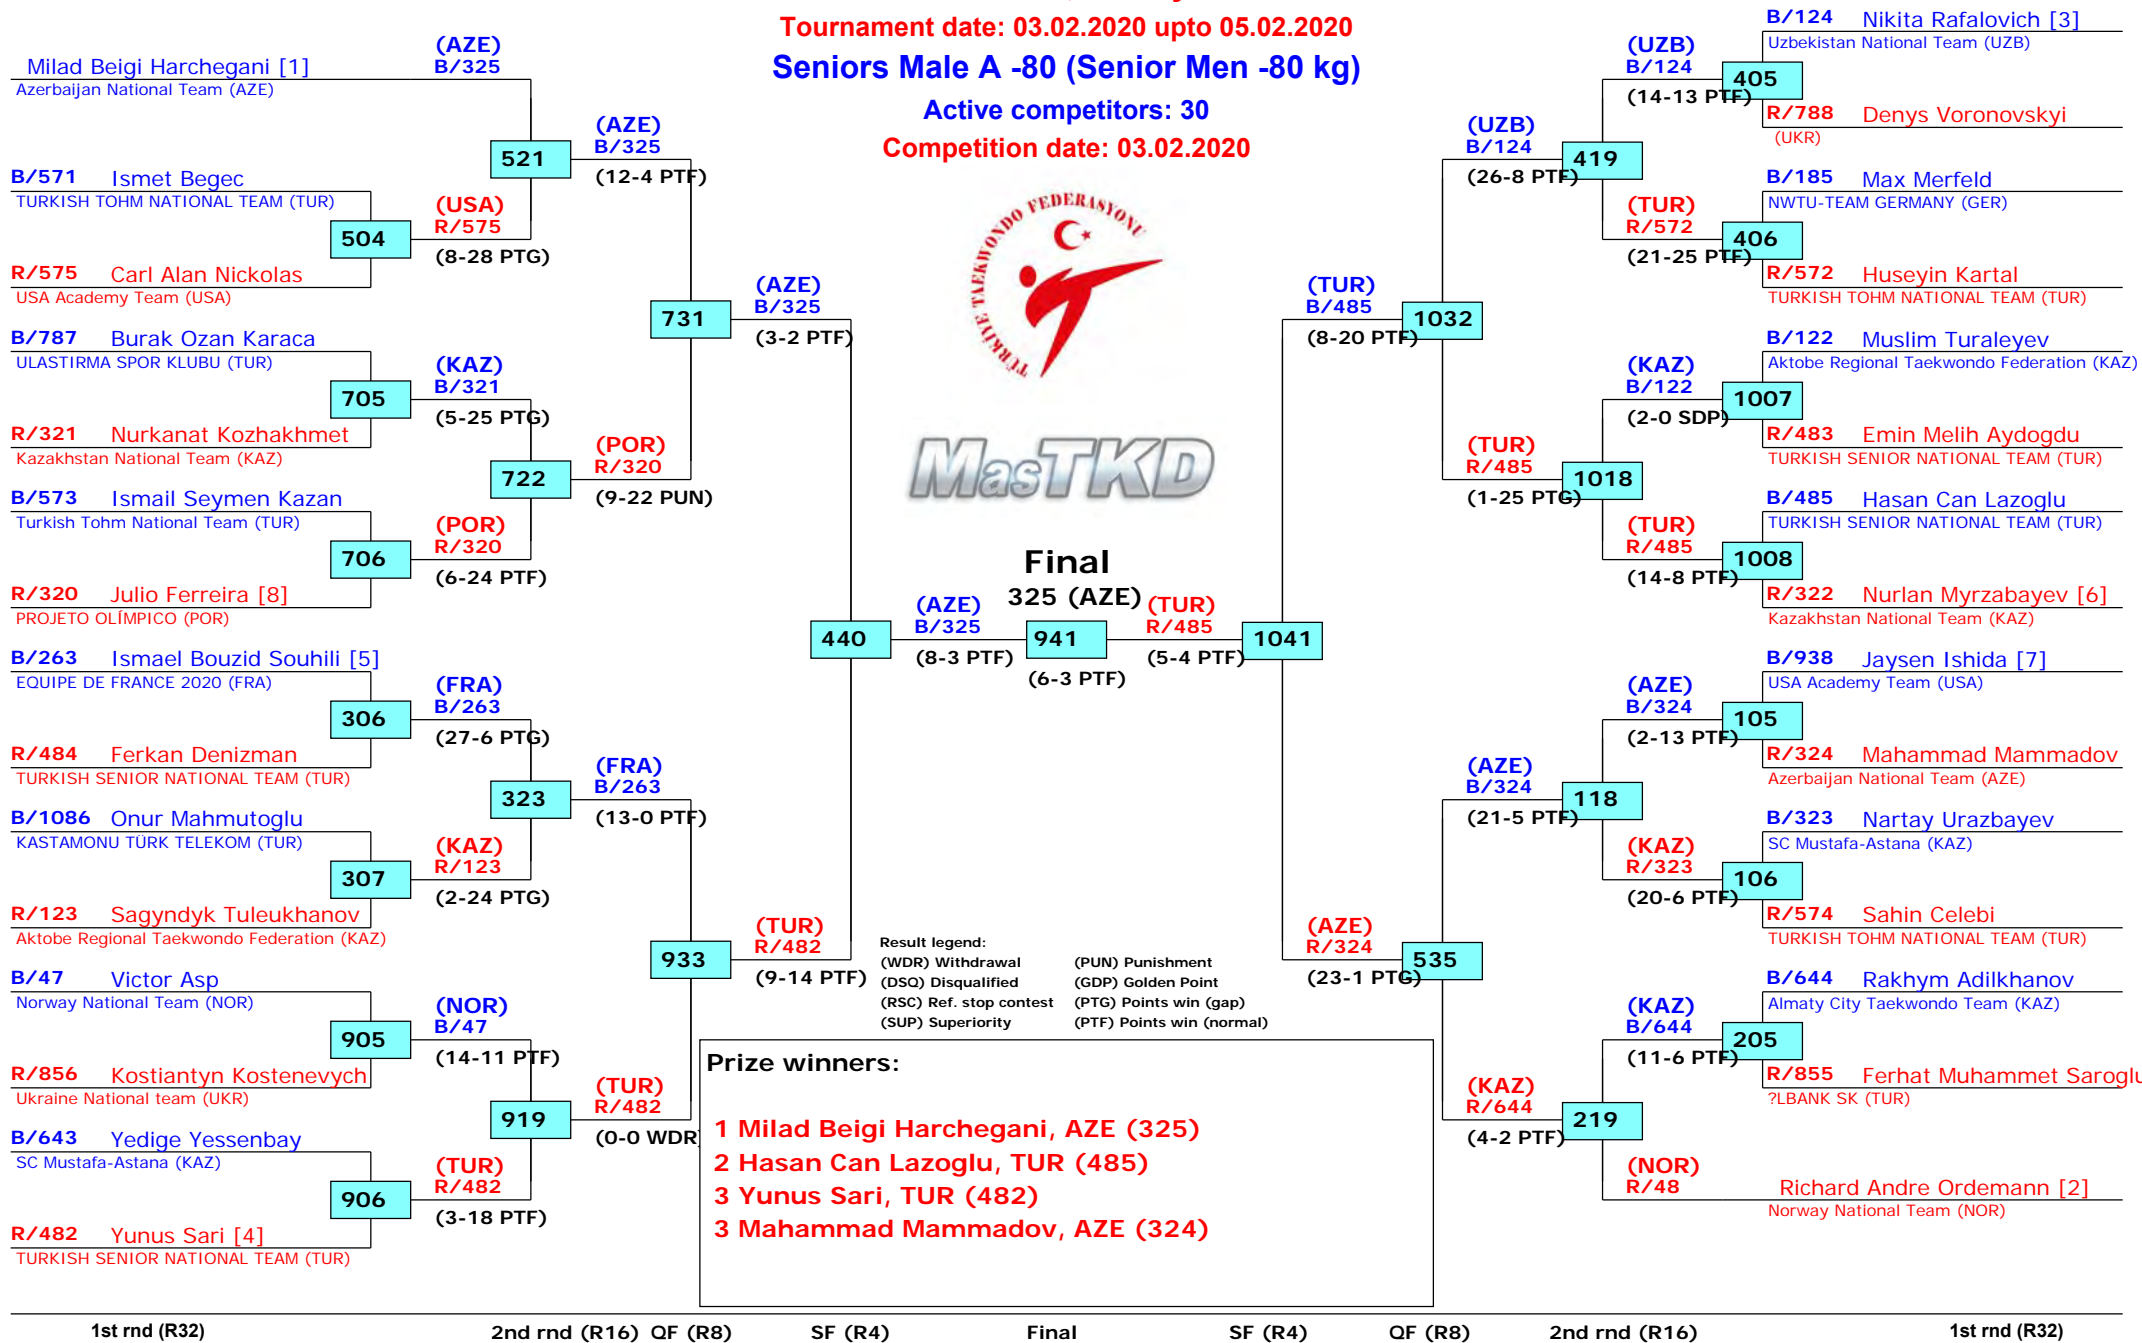 Tournament date: 03.02.2020 upto 05.02.2020
Seniors Male A -80 (Senior Men -80 kg)
Active competitors: 30
Competition date: 03.02.2020
TÜRKİYE TAEKWONDO FEDERASYONU
MasTKD
Milad Beigi Harchegani [1]
Azerbaijan National Team (AZE)
(AZE)
B/325
B/571 Ismet Begec
TURKISH TOHM NATIONAL TEAM (TUR)
504
R/575 Carl Alan Nickolas
USA Academy Team (USA)
(USA)
R/575
(8-28 PTG)
521
(AZE)
B/325
(12-4 PTF)
B/787 Burak Ozan Karaca
ULASTIRMA SPOR KLUBU (TUR)
705
R/321 Nurkanat Kozhakhmet
Kazakhstan National Team (KAZ)
(KAZ)
B/321
(5-25 PTG)
B/573 Ismail Seymen Kazan
Turkish Tohm National Team (TUR)
706
R/320 Julio Ferreira [8]
PROJETO OLÍMPICO (POR)
(POR)
R/320
(6-24 PTF)
722
(POR)
R/320
(9-22 PUN)
731
(AZE)
B/325
(3-2 PTF)
B/263 Ismael Bouzid Souhili [5]
EQUIPE DE FRANCE 2020 (FRA)
306
R/484 Ferkan Denizman
TURKISH SENIOR NATIONAL TEAM (TUR)
(FRA)
B/263
(27-6 PTG)
B/1086 Onur Mahmutoglu
KASTAMONU TÜRK TELEKOM (TUR)
307
R/123 Sagyndyk Tuleukhanov
Aktobe Regional Taekwondo Federation (KAZ)
(KAZ)
R/123
(2-24 PTG)
323
(FRA)
B/263
(13-0 PTF)
B/47 Victor Asp
Norway National Team (NOR)
905
R/856 Kostiantyn Kostenevych
Ukraine National team (UKR)
(NOR)
B/47
(14-11 PTF)
B/643 Yedige Yessenbay
SC Mustafa-Astana (KAZ)
906
R/482 Yunus Sari [4]
TURKISH SENIOR NATIONAL TEAM (TUR)
(TUR)
R/482
(3-18 PTF)
919
(TUR)
R/482
(0-0 WDR)
933
(TUR)
R/482
(9-14 PTF)
440
(AZE)
B/325
(8-3 PTF)
Final
325 (AZE)
941
(6-3 PTF)
(TUR)
R/485
(5-4 PTF)
1041
(TUR)
B/485
(8-20 PTF)
1032
(UZB)
B/124
(26-8 PTF)
419
(UZB)
B/124
(14-13 PTF)
405
B/124 Nikita Rafalovich [3]
Uzbekistan National Team (UZB)
R/788 Denys Voronovskyi
(UKR)
(TUR)
R/572
(21-25 PTF)
406
B/185 Max Merfeld
NWTU-TEAM GERMANY (GER)
R/572 Huseyin Kartal
TURKISH TOHM NATIONAL TEAM (TUR)
(TUR)
R/485
(1-25 PTG)
1018
(KAZ)
B/122
(2-0 SDP)
1007
B/122 Muslim Turaleyev
Aktobe Regional Taekwondo Federation (KAZ)
R/483 Emin Melih Aydogdu
TURKISH SENIOR NATIONAL TEAM (TUR)
(TUR)
R/485
(14-8 PTF)
1008
B/485 Hasan Can Lazoglu
TURKISH SENIOR NATIONAL TEAM (TUR)
R/322 Nurlan Myrzabayev [6]
Kazakhstan National Team (KAZ)
(AZE)
R/324
(23-1 PTG)
535
(AZE)
B/324
(21-5 PTF)
118
(AZE)
B/324
(2-13 PTF)
105
B/938 Jaysen Ishida [7]
USA Academy Team (USA)
R/324 Mahammad Mammadov
Azerbaijan National Team (AZE)
(KAZ)
R/323
(20-6 PTF)
106
B/323 Nartay Urazbayev
SC Mustafa-Astana (KAZ)
R/574 Sahin Celebi
TURKISH TOHM NATIONAL TEAM (TUR)
(KAZ)
R/644
(4-2 PTF)
219
(KAZ)
B/644
(11-6 PTF)
205
B/644 Rakhym Adilkhanov
Almaty City Taekwondo Team (KAZ)
R/855 Ferhat Muhammet Saroglu
?LBANK SK (TUR)
(NOR)
R/48
Richard Andre Ordemann [2]
Norway National Team (NOR)
Result legend:
(WDR) Withdrawal (PUN) Punishment
(DSQ) Disqualified (GDP) Golden Point
(RSC) Ref. stop contest (PTG) Points win (gap)
(SUP) Superiority (PTF) Points win (normal)
Prize winners:
1 Milad Beigi Harchegani, AZE (325)
2 Hasan Can Lazoglu, TUR (485)
3 Yunus Sari, TUR (482)
3 Mahammad Mammadov, AZE (324)
1st rnd (R32) 2nd rnd (R16) QF (R8) SF (R4) Final SF (R4) QF (R8) 2nd rnd (R16) 1st rnd (R32)